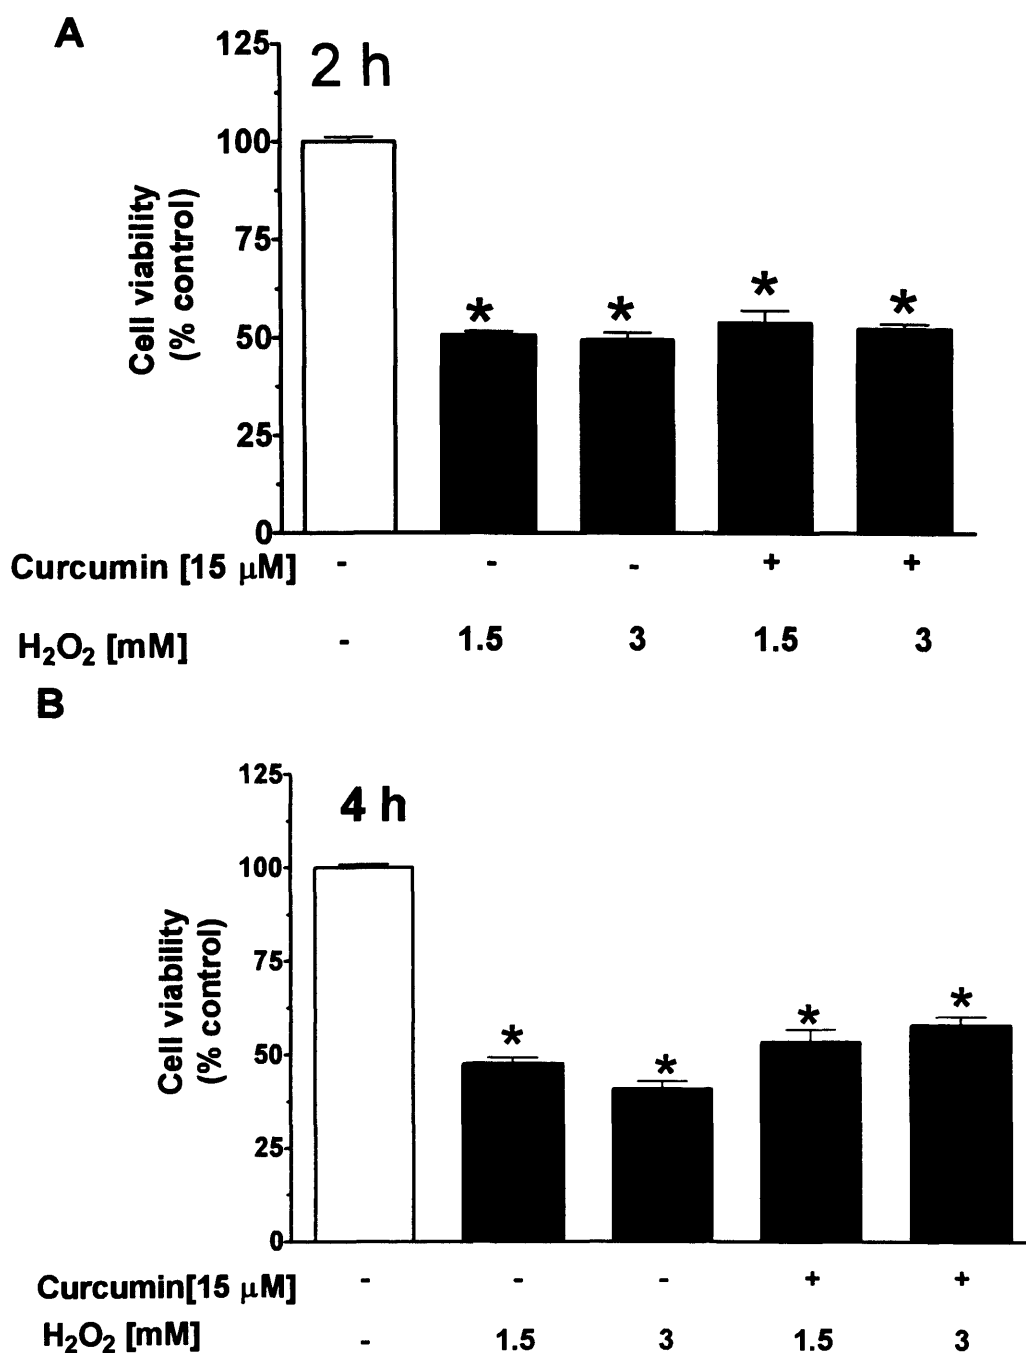 A
2 h
125
100
75
50
25
0
Cell viability
(% control)
* * * *
Curcumin [15 μM] - - - + +
H₂O₂ [mM] - 1.5 3 1.5 3
B
4 h
125
100
75
50
25
0
Cell viability
(% control)
* * * *
Curcumin[15 μM] - - - + +
H₂O₂ [mM] - 1.5 3 1.5 3